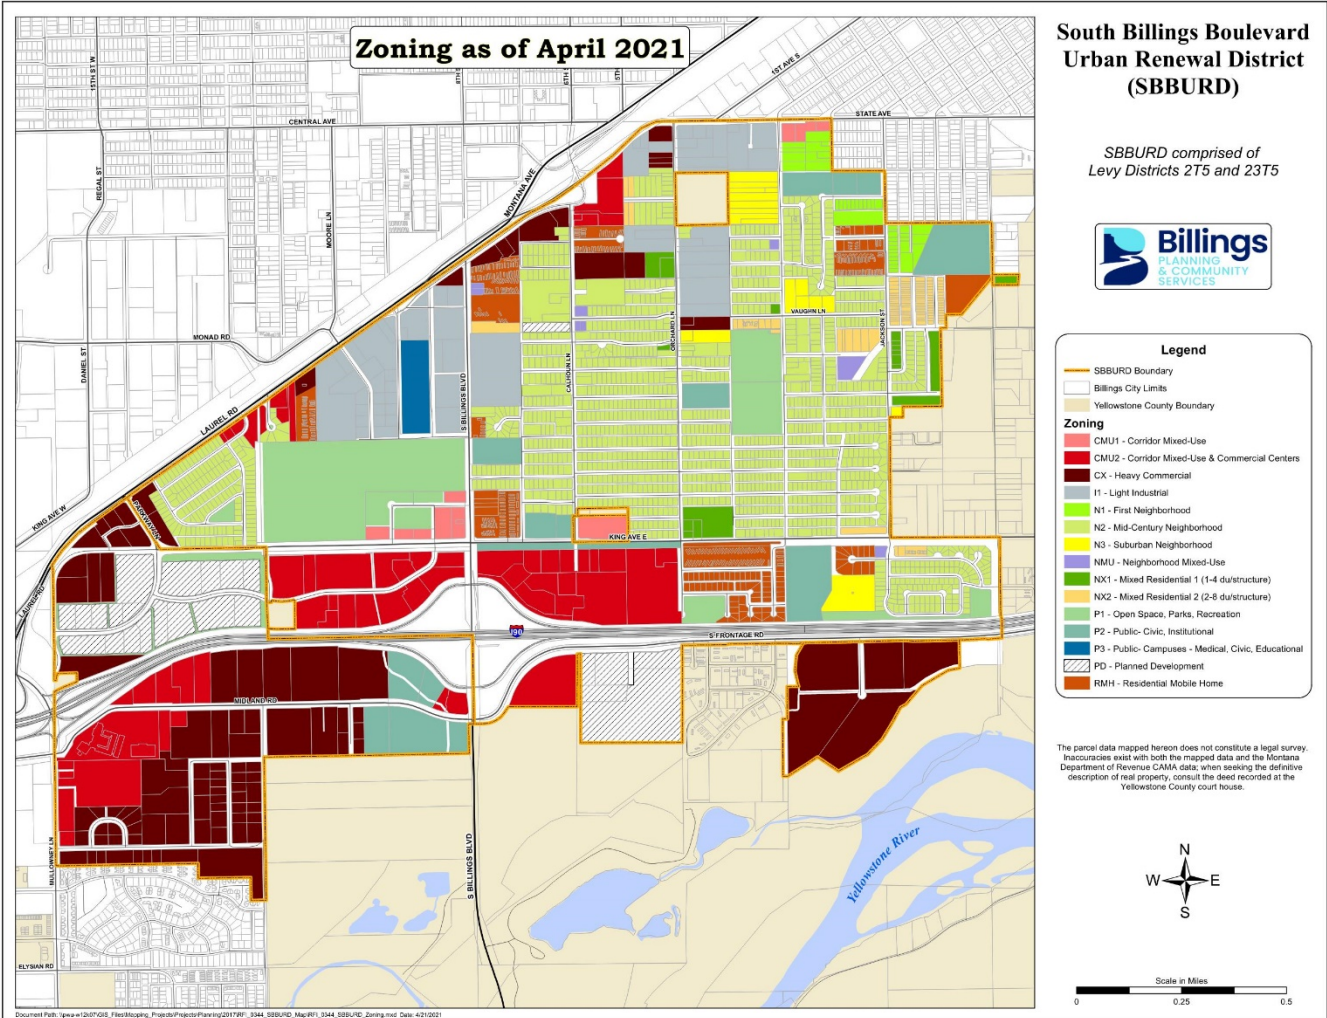 Zoning as of April 2021
South Billings Boulevard
Urban Renewal District
(SBBURD)
SBBURD comprised of
Levy Districts 2T5 and 23T5
Billings
PLANNING
& COMMUNITY
SERVICES
Legend
SBBURD Boundary
Billings City Limits
Yellowstone County Boundary
Zoning
CMU1 - Corridor Mixed-Use
CMU2 - Corridor Mixed-Use & Commercial Centers
CX - Heavy Commercial
I1 - Light Industrial
N1 - First Neighborhood
N2 - Mid-Century Neighborhood
N3 - Suburban Neighborhood
NMU - Neighborhood Mixed-Use
NX1 - Mixed Residential 1 (1-4 du/structure)
NX2 - Mixed Residential 2 (2-8 du/structure)
P1 - Open Space, Parks, Recreation
P2 - Public- Civic, Institutional
P3 - Public- Campuses - Medical, Civic, Educational
PD - Planned Development
RMH - Residential Mobile Home
The parcel data mapped hereon does not constitute a legal survey.
Inaccuracies exist with both the mapped data and the Montana
Department of Revenue CAMA data; when seeking the definitive
description of real property, consult the deed recorded at the
Yellowstone County court house.
N
W
E
S
Scale in Miles
0
0.25
0.5
15TH ST W
1ST AVE S
CENTRAL AVE
STATE AVE
REGAL ST
MONTANA AVE
MOORE LN
MONAD RD
DANIEL ST
LAUREL RD
S BILLINGS BLVD
CALHOUN LN
ORCHARD LN
VAUGHN LN
JACKSON ST
KING AVE W
PARKWAY LN
KING AVE E
LAUREL RD
I90
S FRONTAGE RD
MIDLAND RD
MULLOWNEY LN
S BILLINGS BLVD
Yellowstone River
ELYSIAN RD